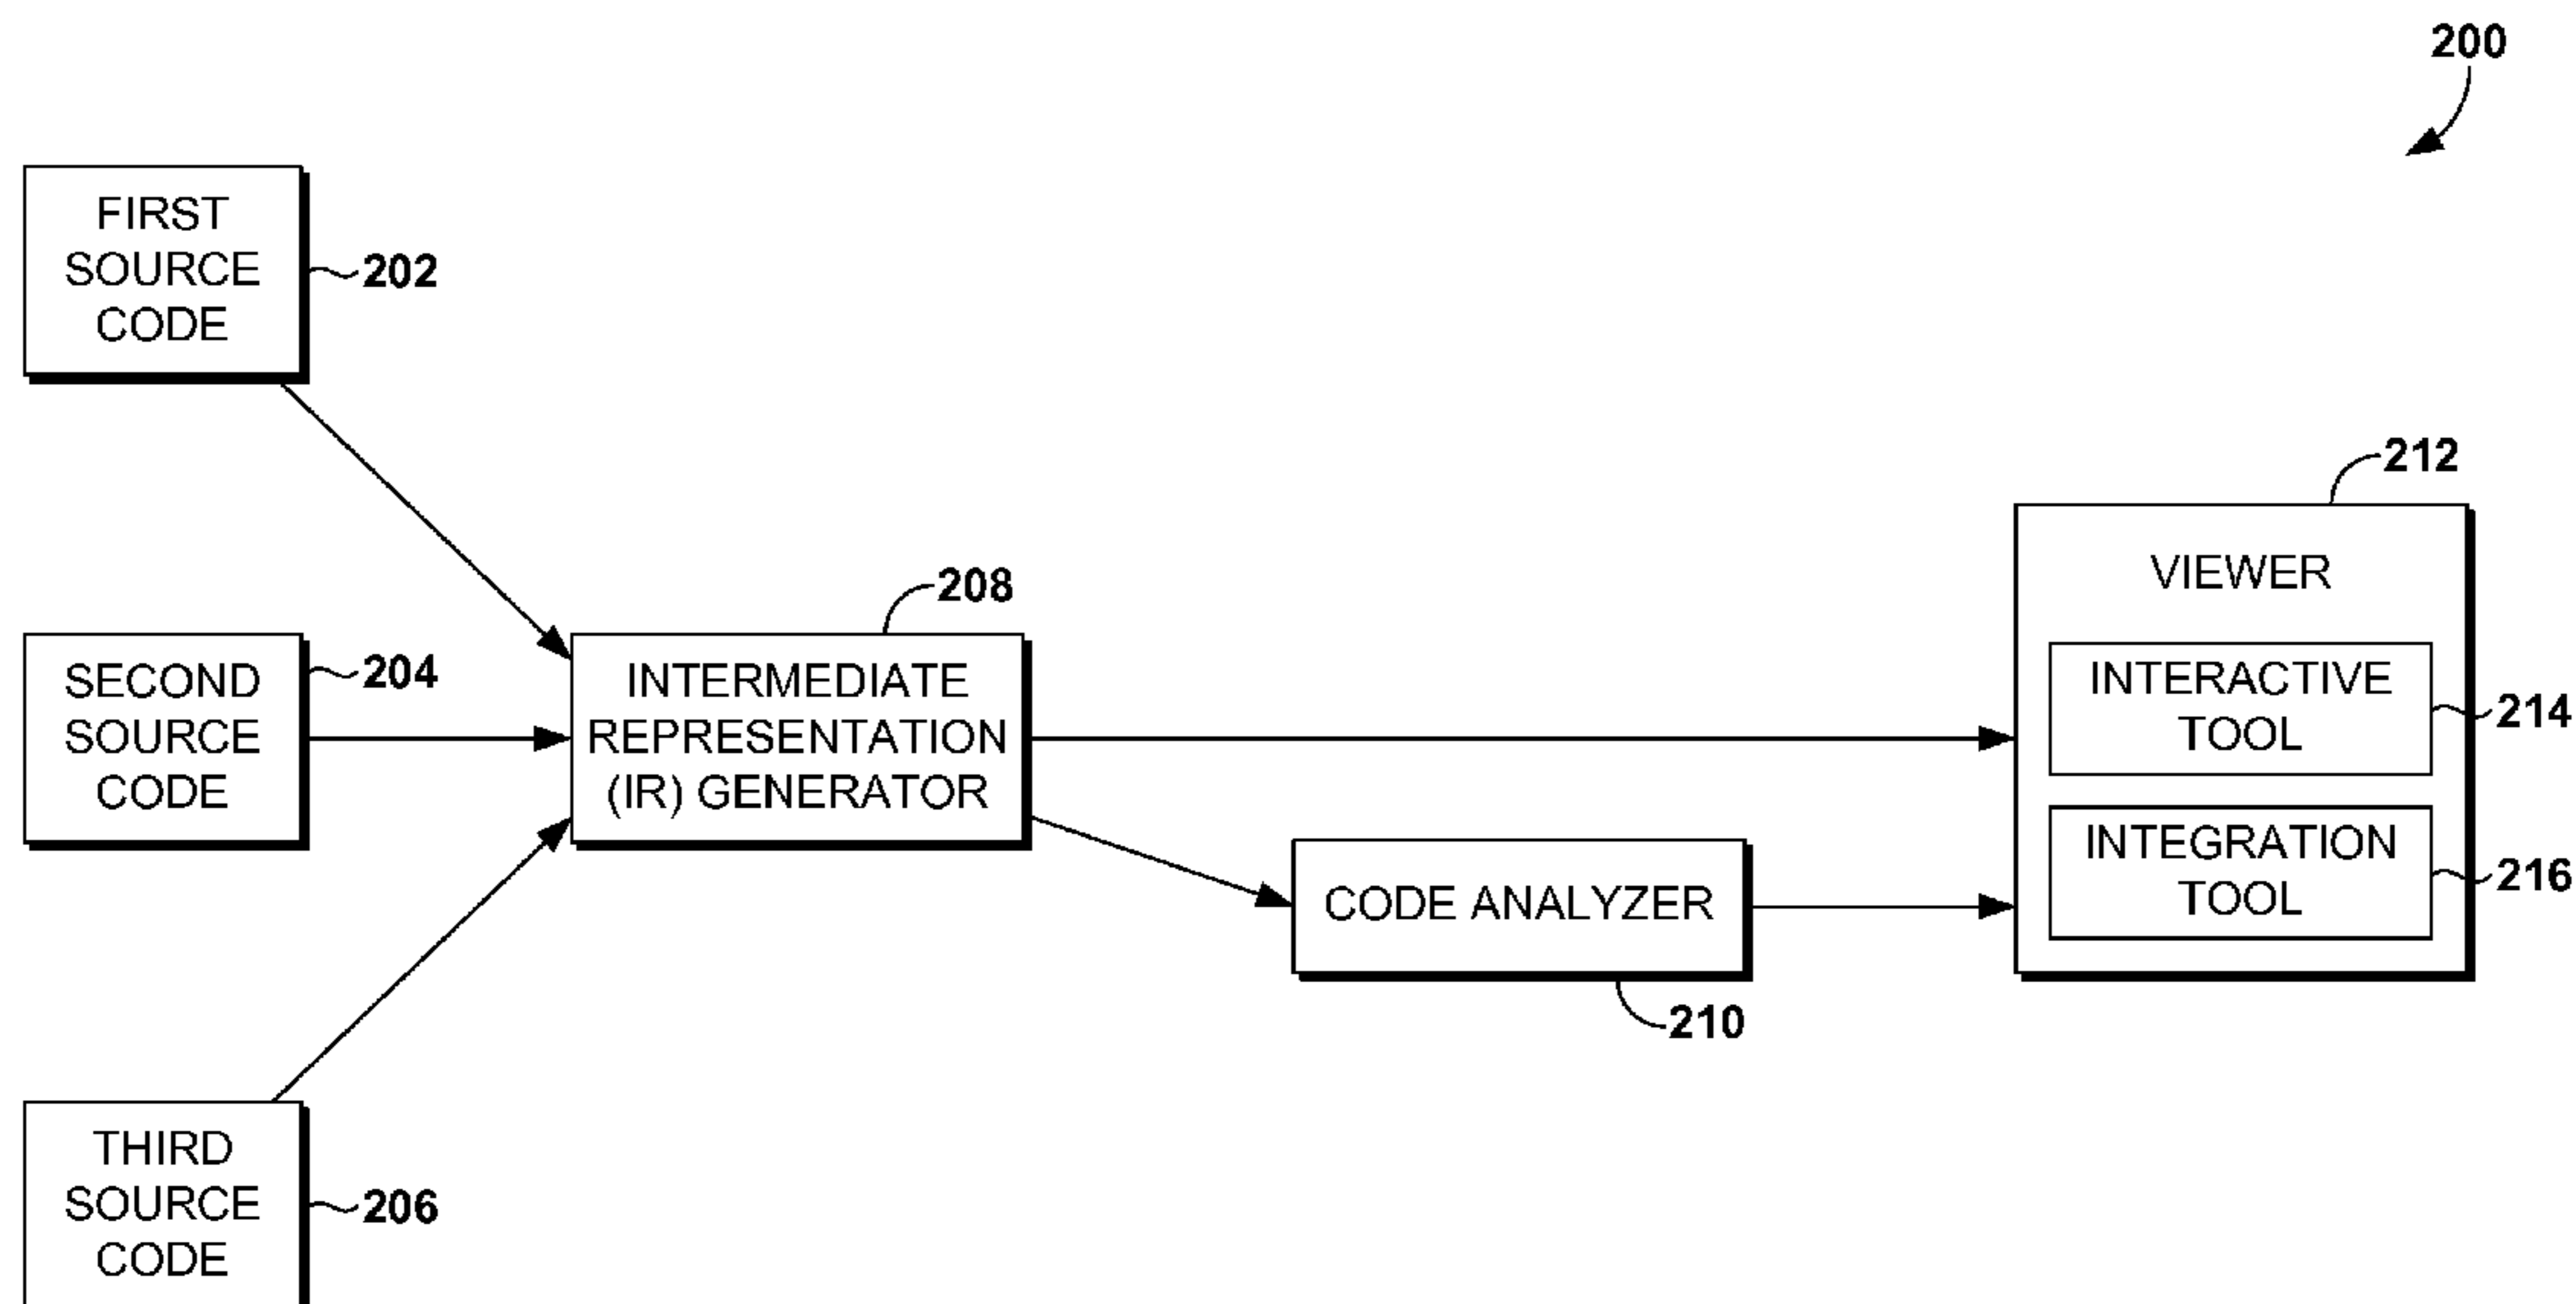 200
FIRST
SOURCE
CODE
202
212
VIEWER
208
SECOND
SOURCE
CODE
204
INTERMEDIATE
REPRESENTATION
(IR) GENERATOR
INTERACTIVE
TOOL
214
INTEGRATION
TOOL
216
CODE ANALYZER
210
THIRD
SOURCE
CODE
206